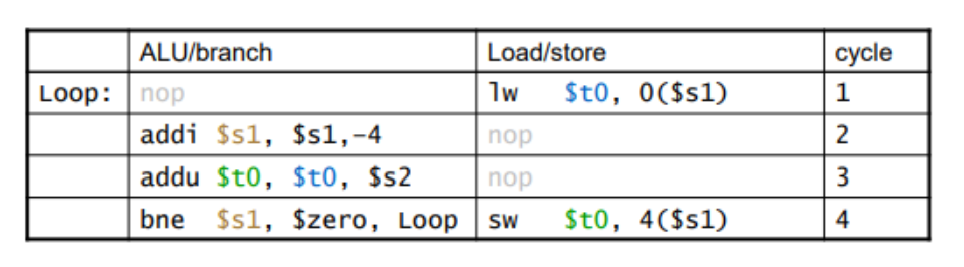 ALU/branch Load/store cycle
Loop: nop lw $t0, 0($s1) 1
addi $s1, $s1,–4 nop 2
addu $t0, $t0, $s2 nop 3
bne $s1, $zero, Loop sw $t0, 4($s1) 4